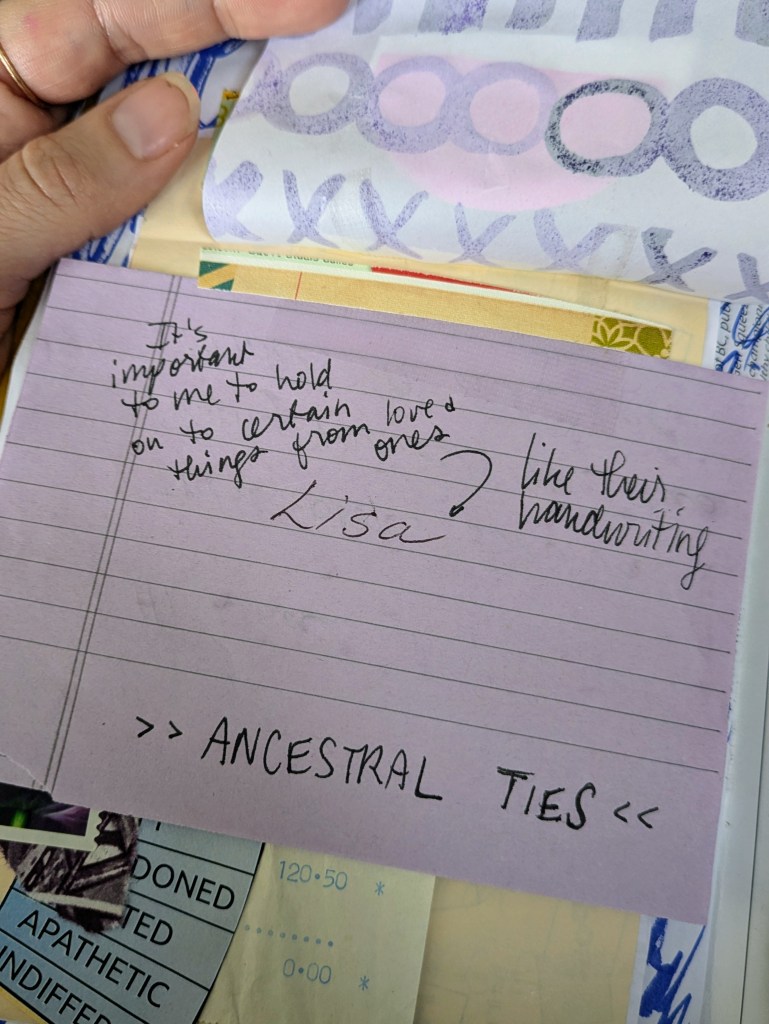 It's
important
to me to hold
on to certain loved
things from ones
like their
handwriting
Lisa
>> ANCESTRAL TIES <<
DONED
TED
APATHETIC
INDIFFER
120•50 *
0•00 *